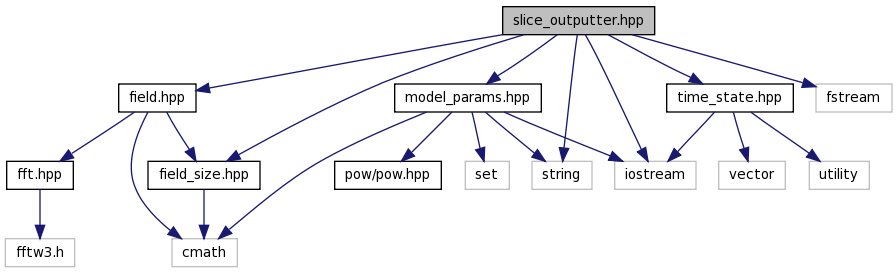 slice_outputter.hpp
field.hpp
model_params.hpp
time_state.hpp
fstream
fft.hpp
field_size.hpp
pow/pow.hpp
set
string
iostream
vector
utility
fftw3.h
cmath